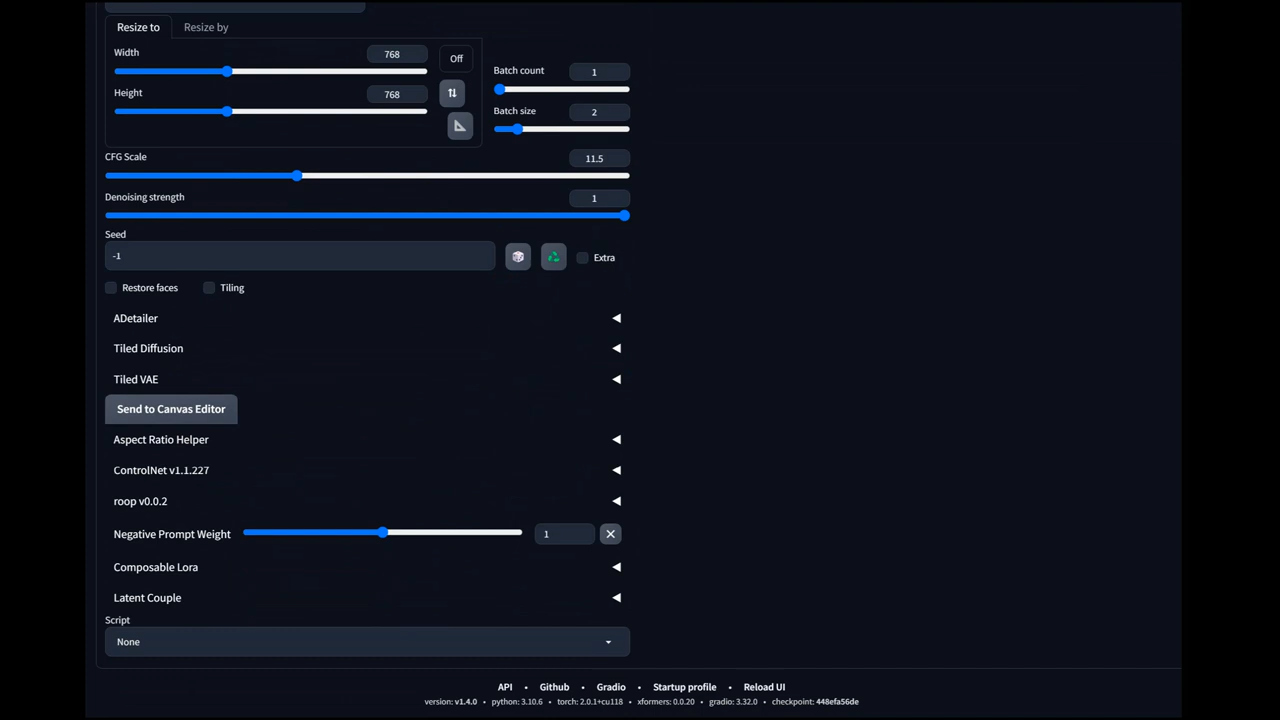 Resize to Resize by
Width 768 Off
Batch count 1
Height 768
Batch size 2
CFG Scale 11.5
Denoising strength 1
Seed
-1
Extra
Restore faces Tiling
ADetailer
Tiled Diffusion
Tiled VAE
Send to Canvas Editor
Aspect Ratio Helper
ControlNet v1.1.227
roop v0.0.2
Negative Prompt Weight 1
Composable Lora
Latent Couple
Script
None
API • Github • Gradio • Startup profile • Reload UI
version: v1.4.0 • python: 3.10.6 • torch: 2.0.1+cu118 • xformers: 0.0.20 • gradio: 3.32.0 • checkpoint: 448efa56de